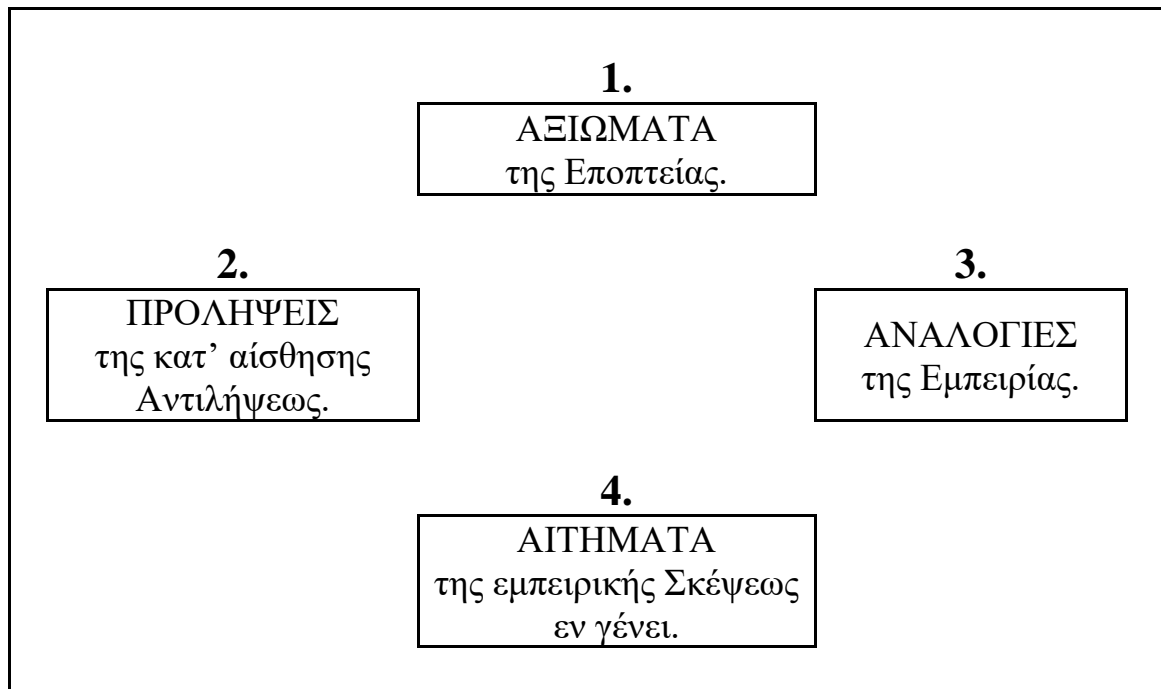 1.
ΑΞΙΩΜΑΤΑ
της Εποπτείας.
2.
ΠΡΟΛΗΨΕΙΣ
της κατ’ αίσθησης
Αντιλήψεως.
3.
ΑΝΑΛΟΓΙΕΣ
της Εμπειρίας.
4.
ΑΙΤΗΜΑΤΑ
της εμπειρικής Σκέψεως
εν γένει.